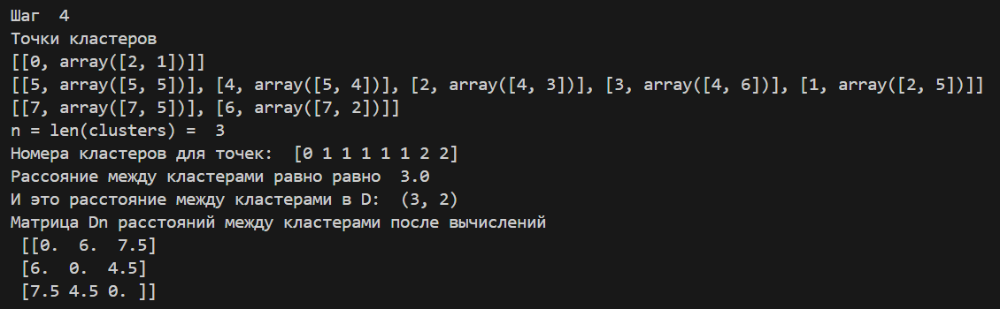 Шаг  4
Точки кластеров
[[0, array([2, 1])]]
[[5, array([5, 5])], [4, array([5, 4])], [2, array([4, 3])], [3, array([4, 6])], [1, array([2, 5])]]
[[7, array([7, 5])], [6, array([7, 2])]]
n = len(clusters) =  3
Номера кластеров для точек:  [0 1 1 1 1 1 2 2]
Рассояние между кластерами равно равно  3.0
И это расстояние между кластерами в D:  (3, 2)
Матрица Dn расстояний между кластерами после вычислений
 [[0.  6.  7.5]
 [6.  0.  4.5]
 [7.5 4.5 0. ]]